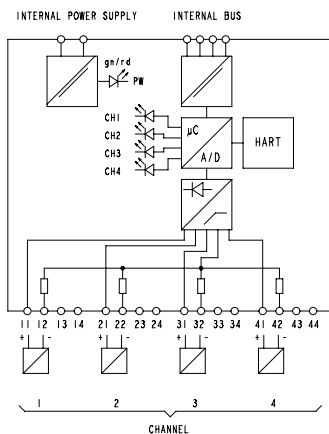 INTERNAL POWER SUPPLY INTERNAL BUS
gn/rd
PW
CH1
CH2
CH3
CH4
µC
A/D
HART
11 12 13 14 21 22 23 24 31 32 33 34 41 42 43 44
+ - + - + - + -
1 2 3 4
CHANNEL